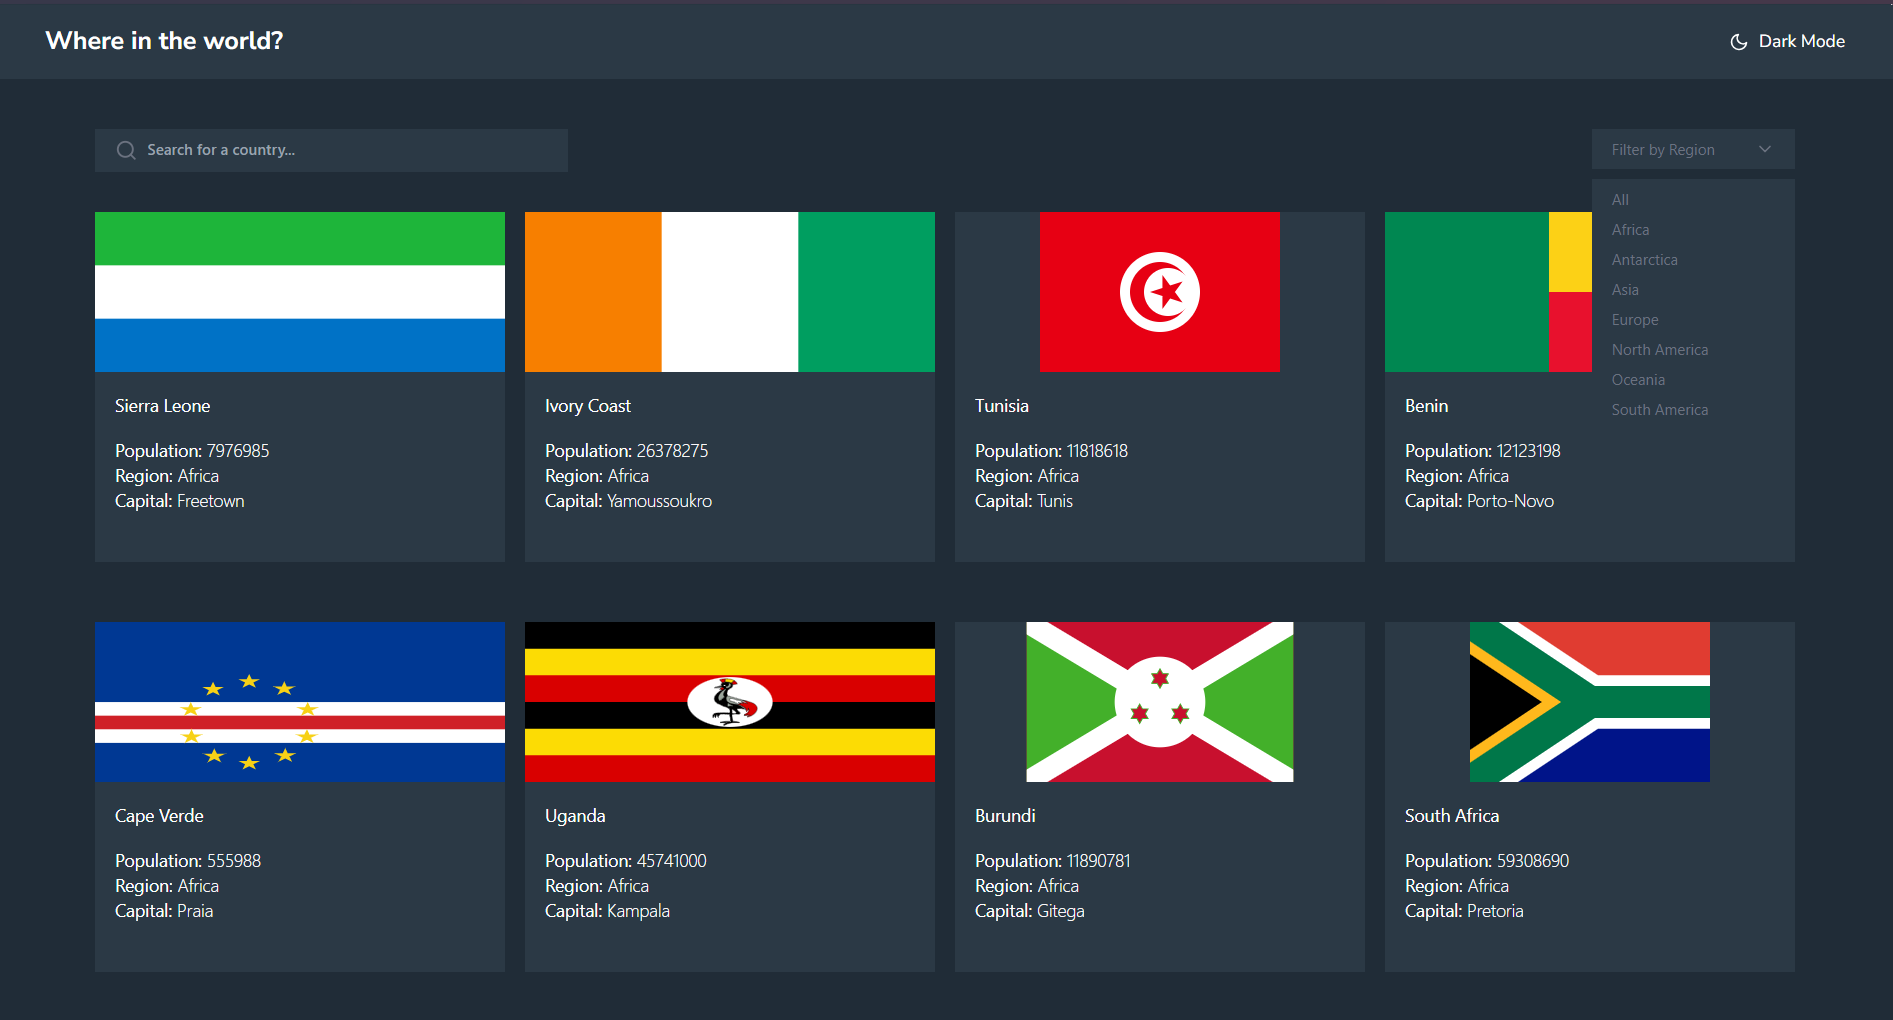 Where in the world?
Dark Mode
Search for a country...
Filter by Region
All
Africa
Antarctica
Asia
Europe
North America
Oceania
South America
Sierra Leone
Population: 7976985
Region: Africa
Capital: Freetown
Ivory Coast
Population: 26378275
Region: Africa
Capital: Yamoussoukro
Tunisia
Population: 11818618
Region: Africa
Capital: Tunis
Benin
Population: 12123198
Region: Africa
Capital: Porto-Novo
Cape Verde
Population: 555988
Region: Africa
Capital: Praia
Uganda
Population: 45741000
Region: Africa
Capital: Kampala
Burundi
Population: 11890781
Region: Africa
Capital: Gitega
South Africa
Population: 59308690
Region: Africa
Capital: Pretoria